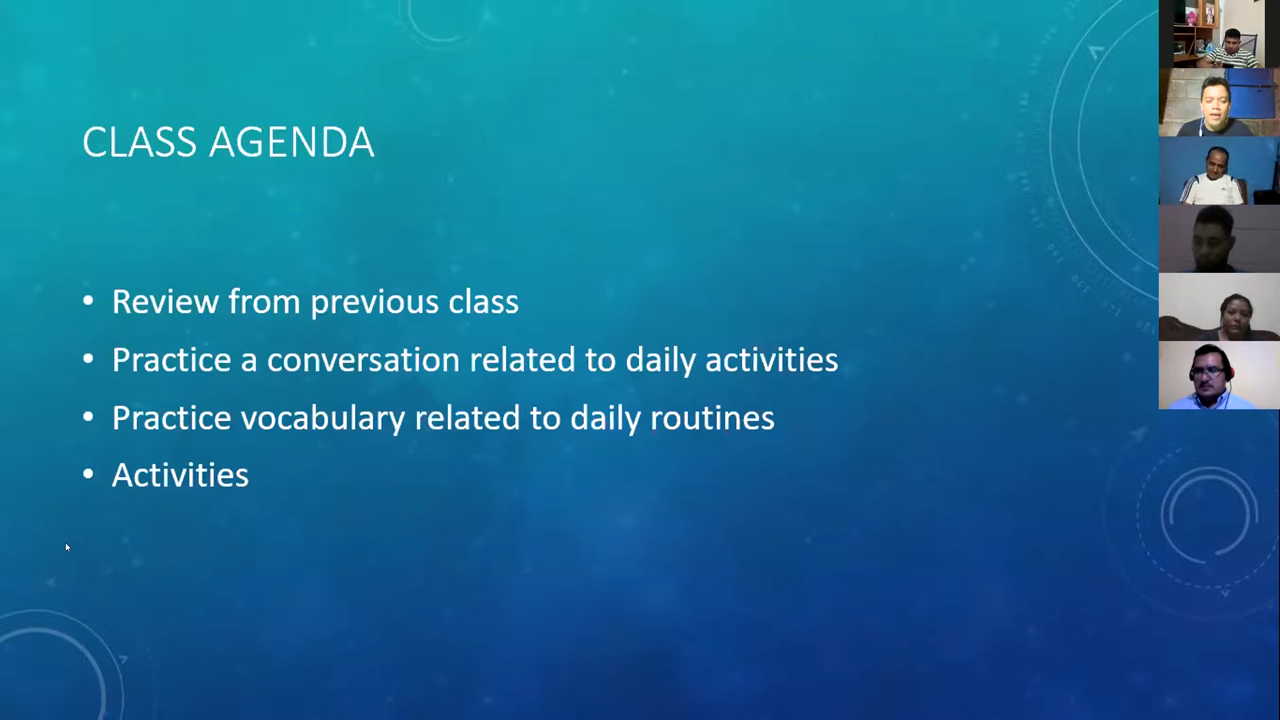 CLASS AGENDA
• Review from previous class
• Practice a conversation related to daily activities
• Practice vocabulary related to daily routines
• Activities